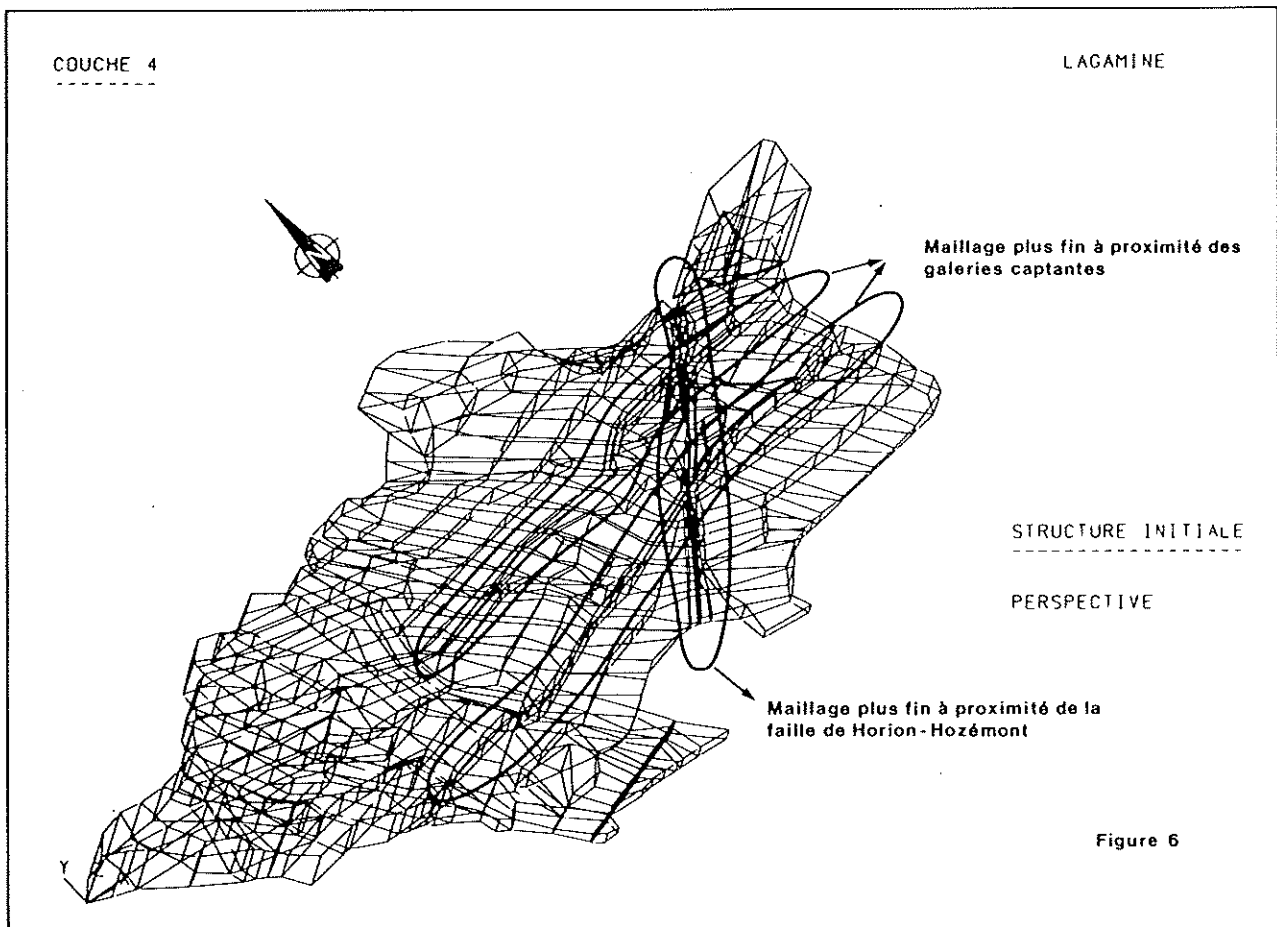 COUCHE 4
LAGAMINE
Maillage plus fin à proximité des
galeries captantes
STRUCTURE INITIALE
PERSPECTIVE
Maillage plus fin à proximité de la
faille de Horion-Hozémont
Figure 6
Y